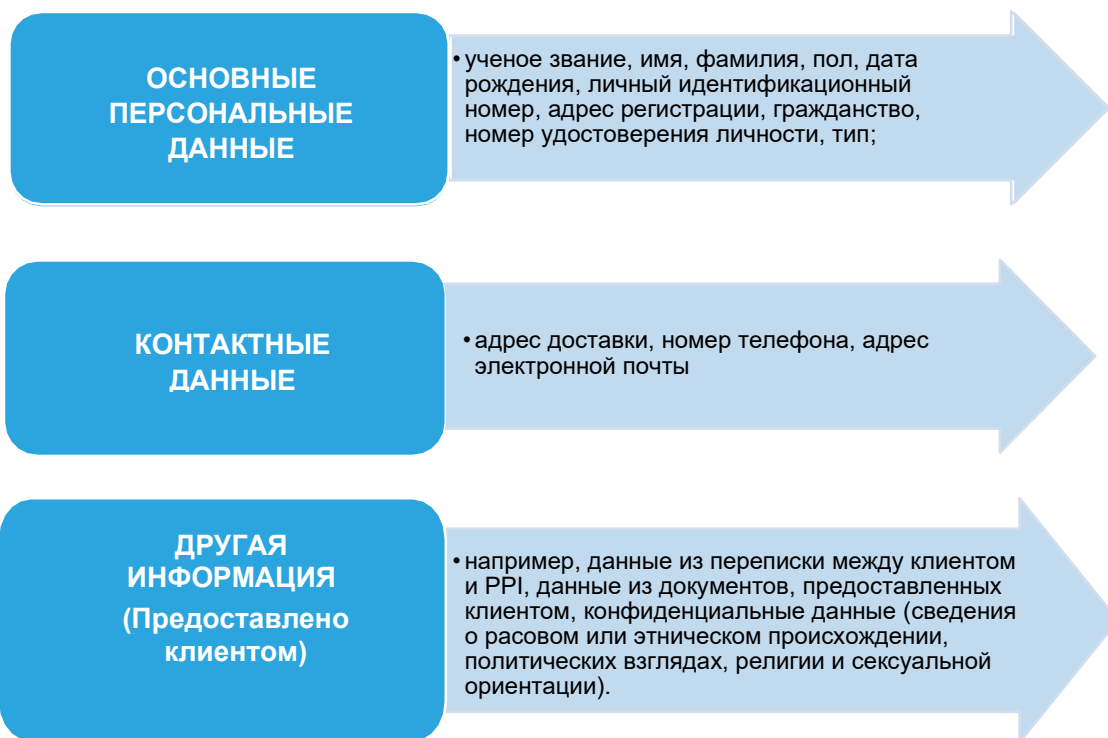 ОСНОВНЫЕ
ПЕРСОНАЛЬНЫЕ
ДАННЫЕ
• ученое звание, имя, фамилия, пол, дата
рождения, личный идентификационный
номер, адрес регистрации, гражданство,
номер удостоверения личности, тип;
КОНТАКТНЫЕ
ДАННЫЕ
• адрес доставки, номер телефона, адрес
электронной почты
ДРУГАЯ
ИНФОРМАЦИЯ
(Предоставлено
клиентом)
• например, данные из переписки между клиентом
и PPI, данные из документов, предоставленных
клиентом, конфиденциальные данные (сведения
о расовом или этническом происхождении,
политических взглядах, религии и сексуальной
ориентации).